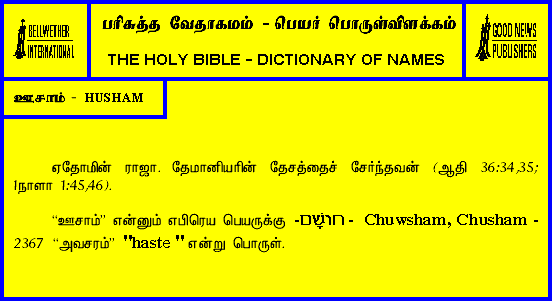 BELLWETHER
INTERNATIONAL
பரிசுத்த வேதாகமம் - பெயர் பொருள்விளக்கம்
THE HOLY BIBLE - DICTIONARY OF NAMES
GOOD NEWS
PUBLISHERS
ஊசாம் - HUSHAM
ஏதோமின் ராஜா. தேமானியரின் தேசத்தைச் சேர்ந்தவன் (ஆதி 36:34,35;
1நாளா 1:45,46).
“ஊசாம்” என்னும் எபிரெய பெயருக்கு -חוּשָׁם - Chuwsham, Chusham -
2367 “அவசரம்” "haste " என்று பொருள்.